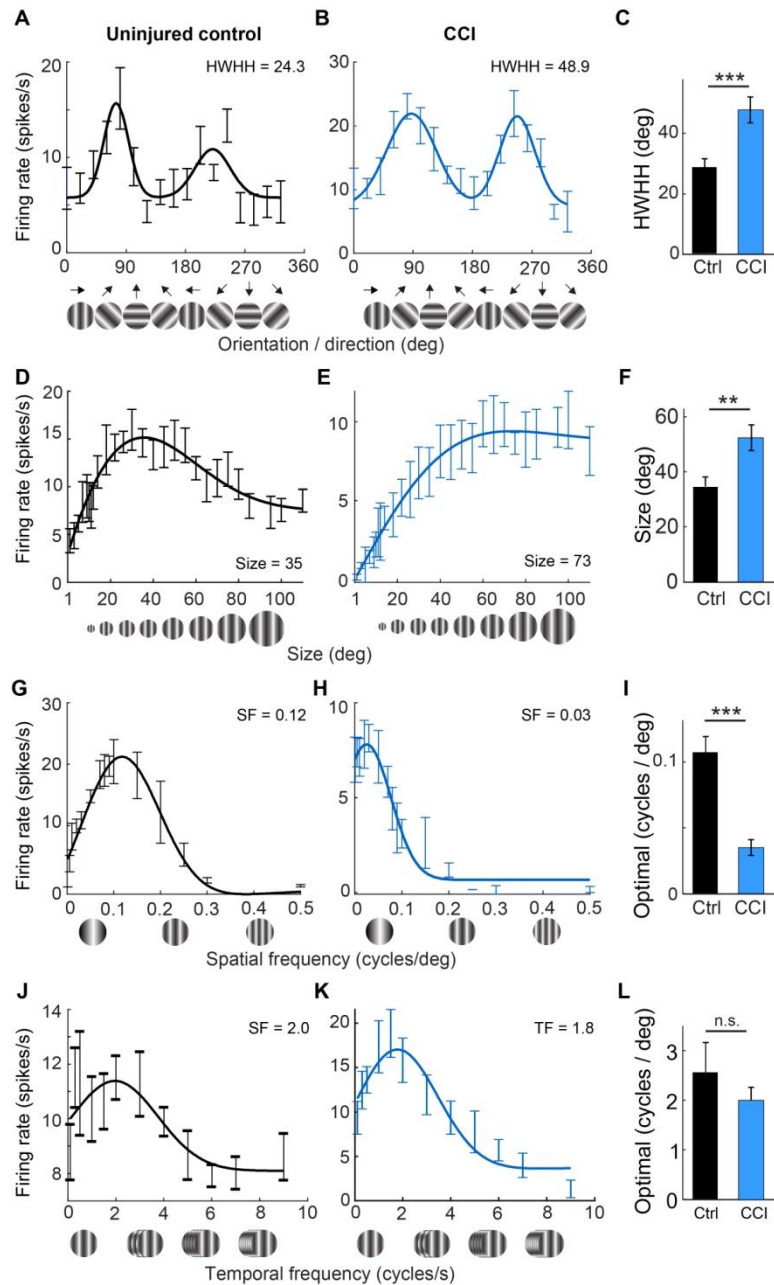 A
Uninjured control
B
CCI
C
HWHH = 24.3
HWHH = 48.9
***
Firing rate (spikes/s)
20
15
10
5
0
0 90 180 270 360
30
20
10
0
0 90 180 270 360
HWHH (deg)
40
20
0
Ctrl CCI
Orientation / direction (deg)
D
E
F
Firing rate (spikes/s)
20
15
10
5
0
Size = 35
1 20 40 60 80 100
10
5
0
Size = 73
1 20 40 60 80 100
**
Size (deg)
60
40
20
0
Ctrl CCI
Size (deg)
G
H
I
Firing rate (spikes/s)
30
20
10
0
SF = 0.12
0 0.1 0.2 0.3 0.4 0.5
10
5
0
SF = 0.03
0 0.1 0.2 0.3 0.4 0.5
***
Optimal (cycles / deg)
0.1
0
Ctrl CCI
Spatial frequency (cycles/deg)
J
K
L
Firing rate (spikes/s)
14
12
10
8
SF = 2.0
0 2 4 6 8 10
20
15
10
5
0
TF = 1.8
0 2 4 6 8 10
n.s.
Optimal (cycles / deg)
3
2
1
0
Ctrl CCI
Temporal frequency (cycles/s)